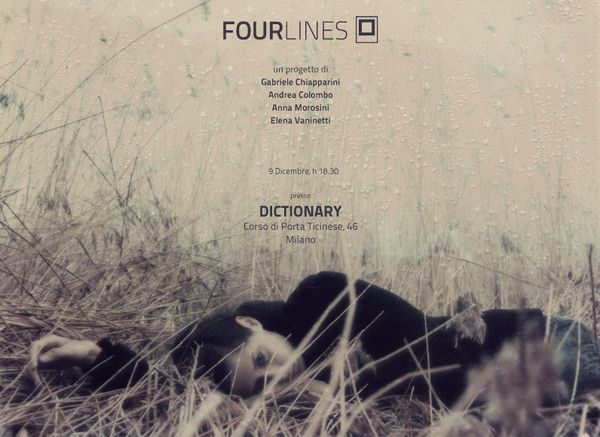 FOURLINES
un progetto di
Gabriele Chiapparini
Andrea Colombo
Anna Morosini
Elena Vaninetti
9 Dicembre, h 18.30
presso
DICTIONARY
Corso di Porta Ticinese, 46
Milano